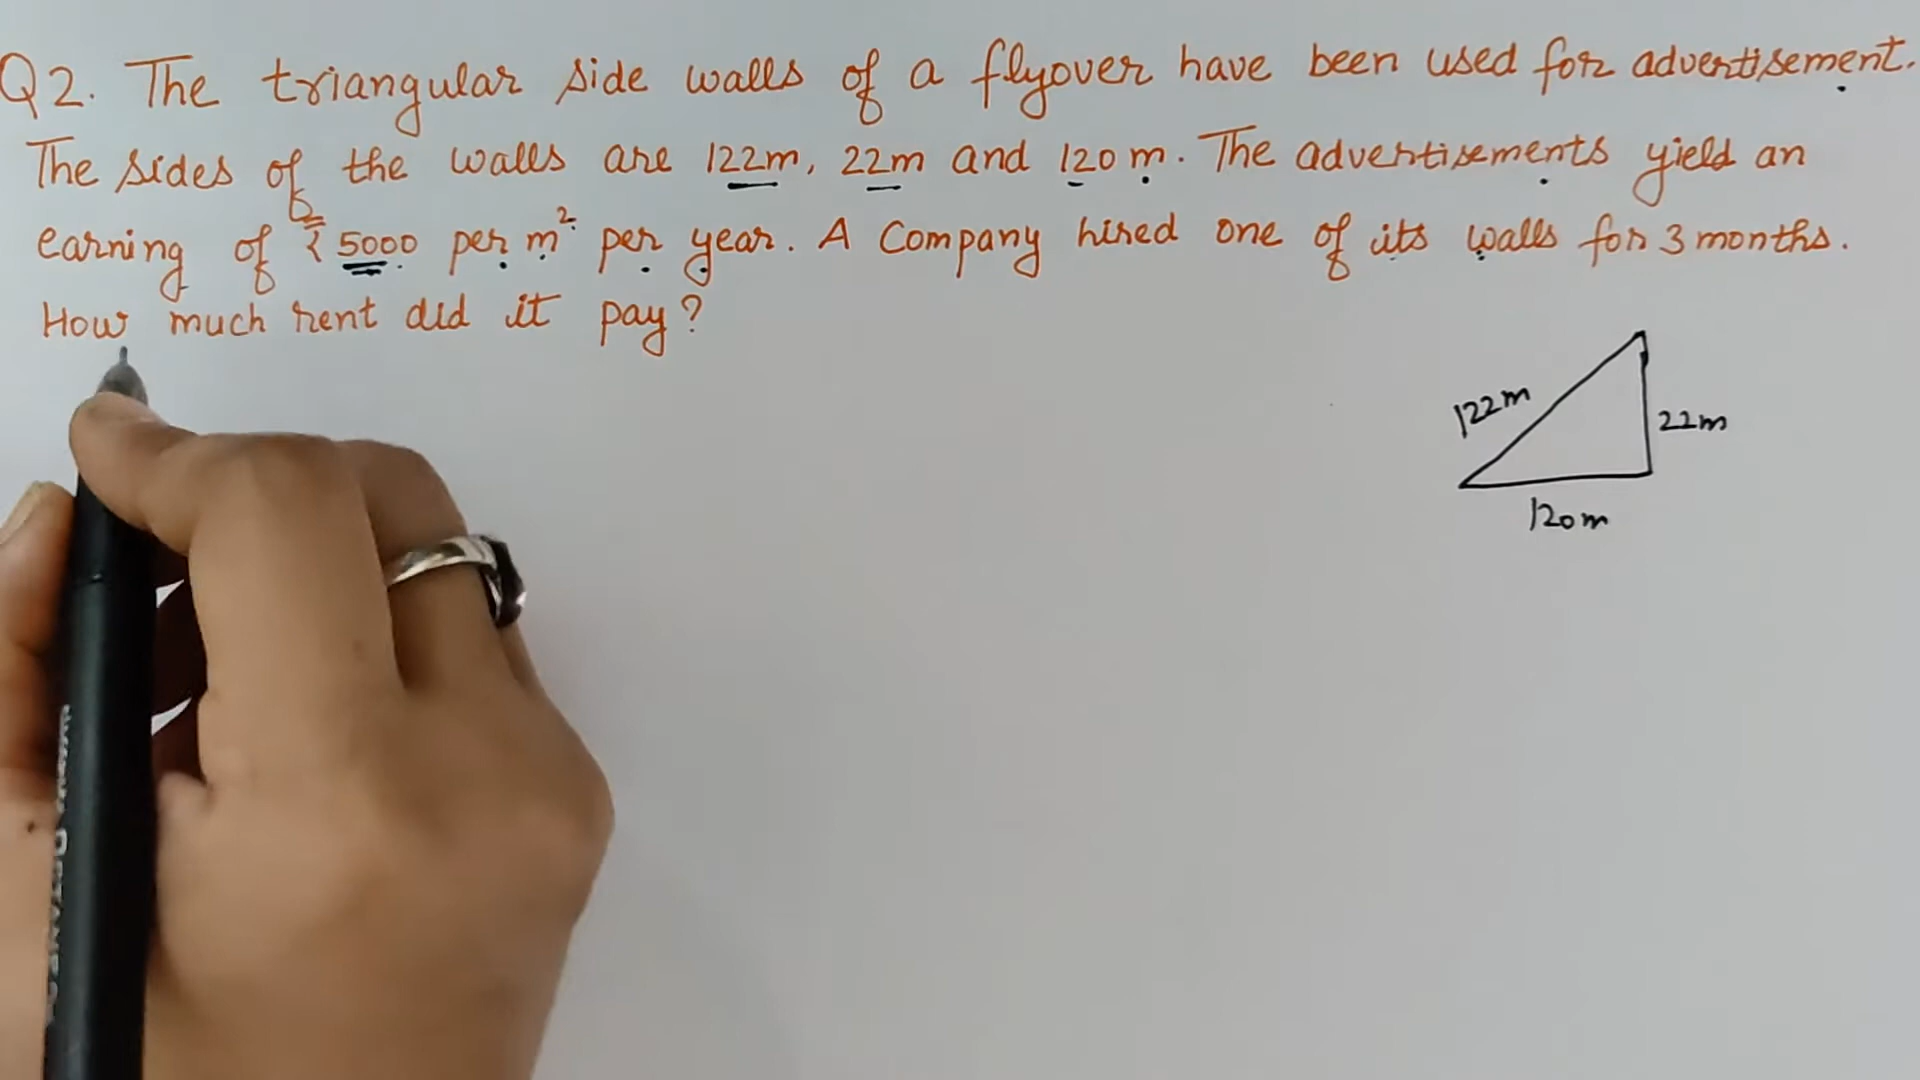 Q2. The triangular side walls of a flyover have been used for advertisement.
The sides of the walls are 122m, 22m and 120 m. The advertisements yield an
earning of ₹ 5000 per m² per year. A Company hired one of its walls for 3 months.
How much rent did it pay?
122m
22m
120m